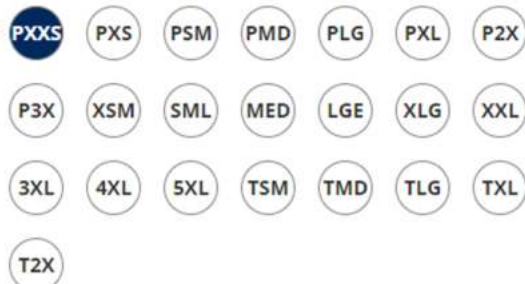 PXXS PXS PSM PMD PLG PXL P2X
P3X XSM SML MED LGE XLG XXL
3XL 4XL 5XL TSM TMD TLG TXL
T2X